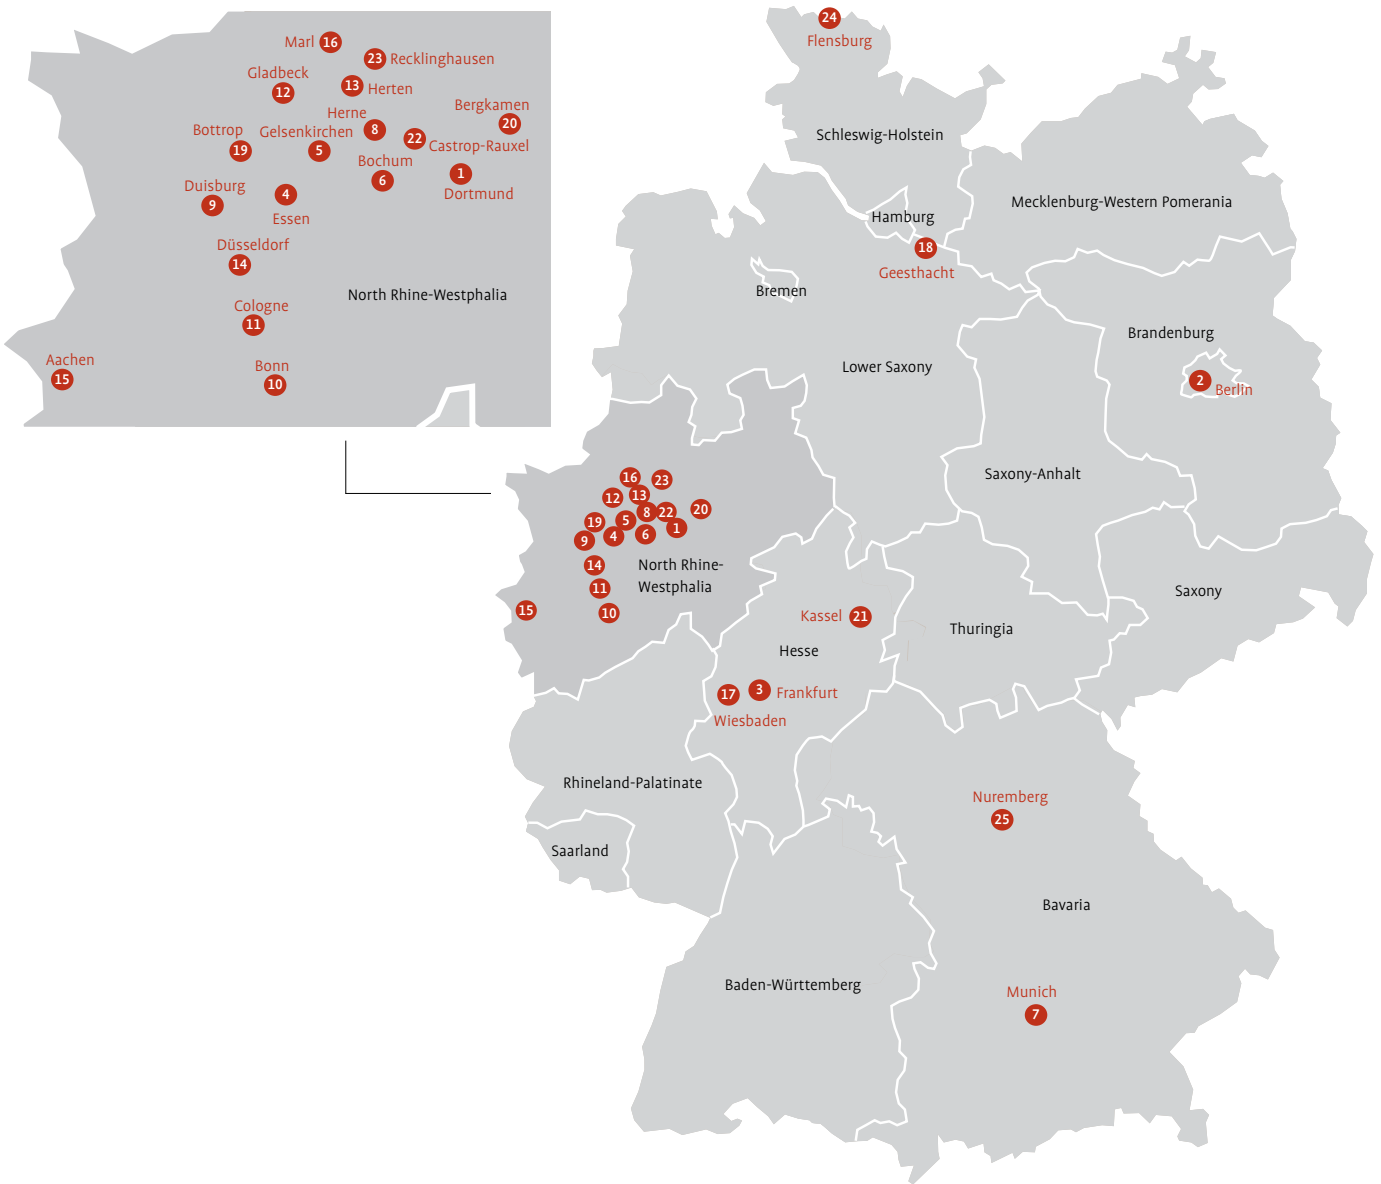 Marl 16
23 Recklinghausen
Gladbeck
12
13 Herten
Herne
8
Bergkamen
20
Bottrop
19
Gelsenkirchen
5
22
Castrop-Rauxel
Bochum
6
1
Dortmund
Duisburg
9
4
Essen
Düsseldorf
14
North Rhine-Westphalia
Cologne
11
Aachen
15
Bonn
10
24
Flensburg
Schleswig-Holstein
Mecklenburg-Western Pomerania
Hamburg
18
Geesthacht
Bremen
Brandenburg
Lower Saxony
2
Berlin
Saxony-Anhalt
16
23
12
13
8
22
20
19
5
1
9
4
6
14
North Rhine-
Westphalia
11
15
10
Saxony
Kassel 21
Thuringia
Hesse
17
3 Frankfurt
Wiesbaden
Rhineland-Palatinate
Nuremberg
25
Saarland
Bavaria
Baden-Württemberg
Munich
7